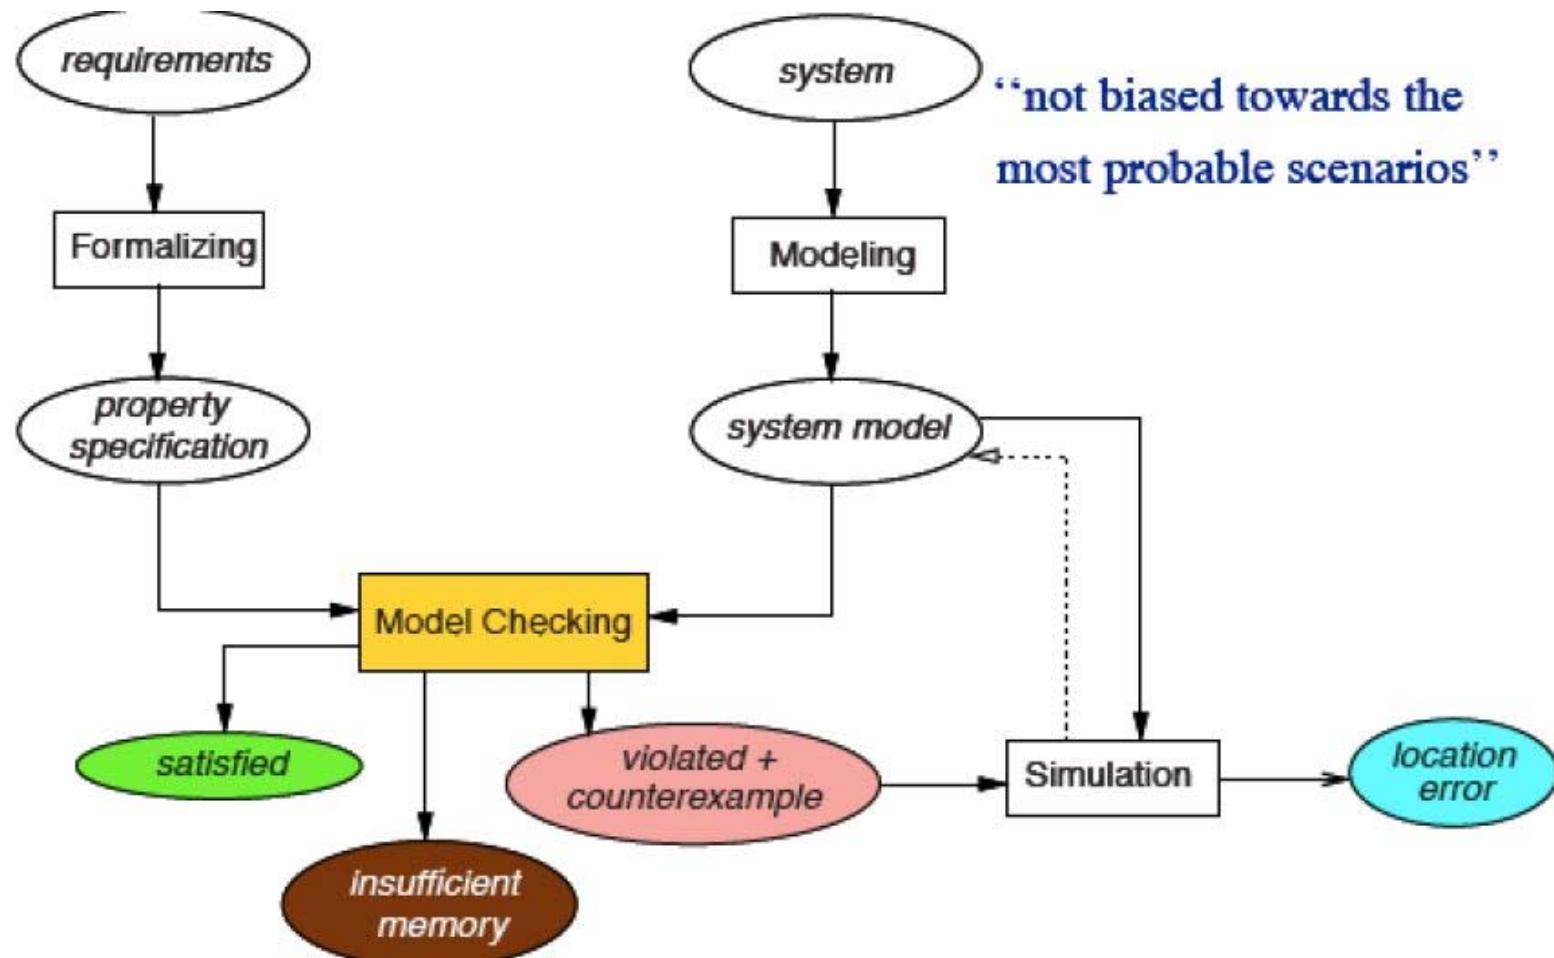 requirements
system
‘‘not biased towards the
most probable scenarios’’
Formalizing
Modeling
property
specification
system model
Model Checking
satisfied
violated +
counterexample
Simulation
location
error
insufficient
memory